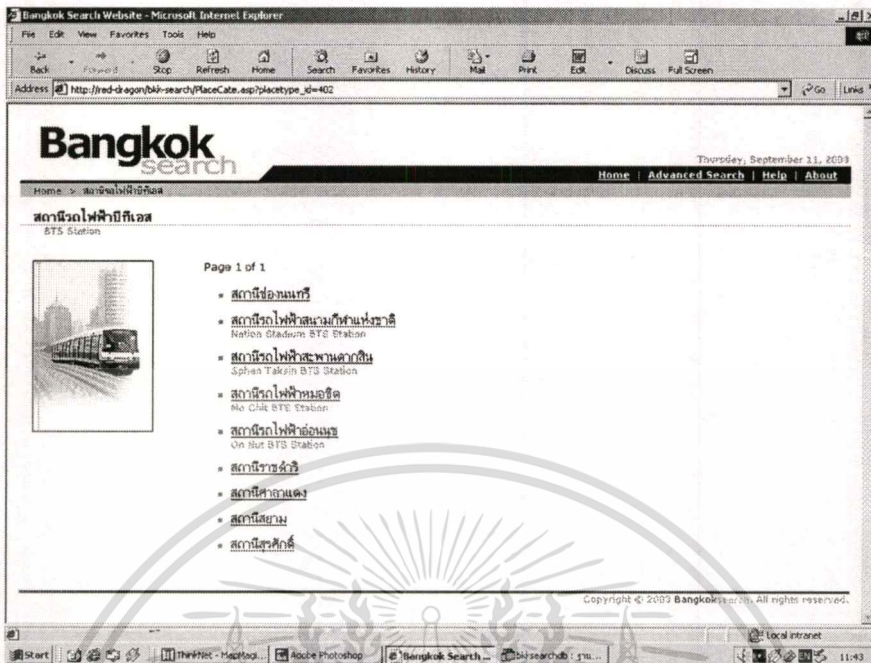 Bangkok Search Website - Microsoft Internet Explorer
File Edit View Favorites Tools Help
Back Forward Stop Refresh Home Search Favorites History Mail Print Edit Discuss Full Screen
Address http://red-dragon/bkk-search/PlaceCate.asp?placetype_id=402 Go Links
Bangkok
search
Thursday, September 11, 2003
Home | Advanced Search | Help | About
Home > สถานีรถไฟฟ้าบีทีเอส
สถานีรถไฟฟ้าบีทีเอส
BTS Station
Page 1 of 1
สถานีช่องนนทรี
สถานีรถไฟฟ้าสนามกีฬาแห่งชาติ
Nation Stadium BTS Station
สถานีรถไฟฟ้าสะพานตากสิน
Sphan Taksin BTS Station
สถานีรถไฟฟ้าหมอชิต
Mo Chit BTS Station
สถานีรถไฟฟ้าอ่อนนุช
On Nut BTS Station
สถานีราชดำริ
สถานีศาลาแดง
สถานีสยาม
สถานีสุรศักดิ์
Copyright © 2003 Bangkoksearch. All rights reserved.
Local intranet
Start ThinkNet - MapMagi... Adobe Photoshop Bangkok Search ... bkksearchdb : ฐาน... EN 11:43